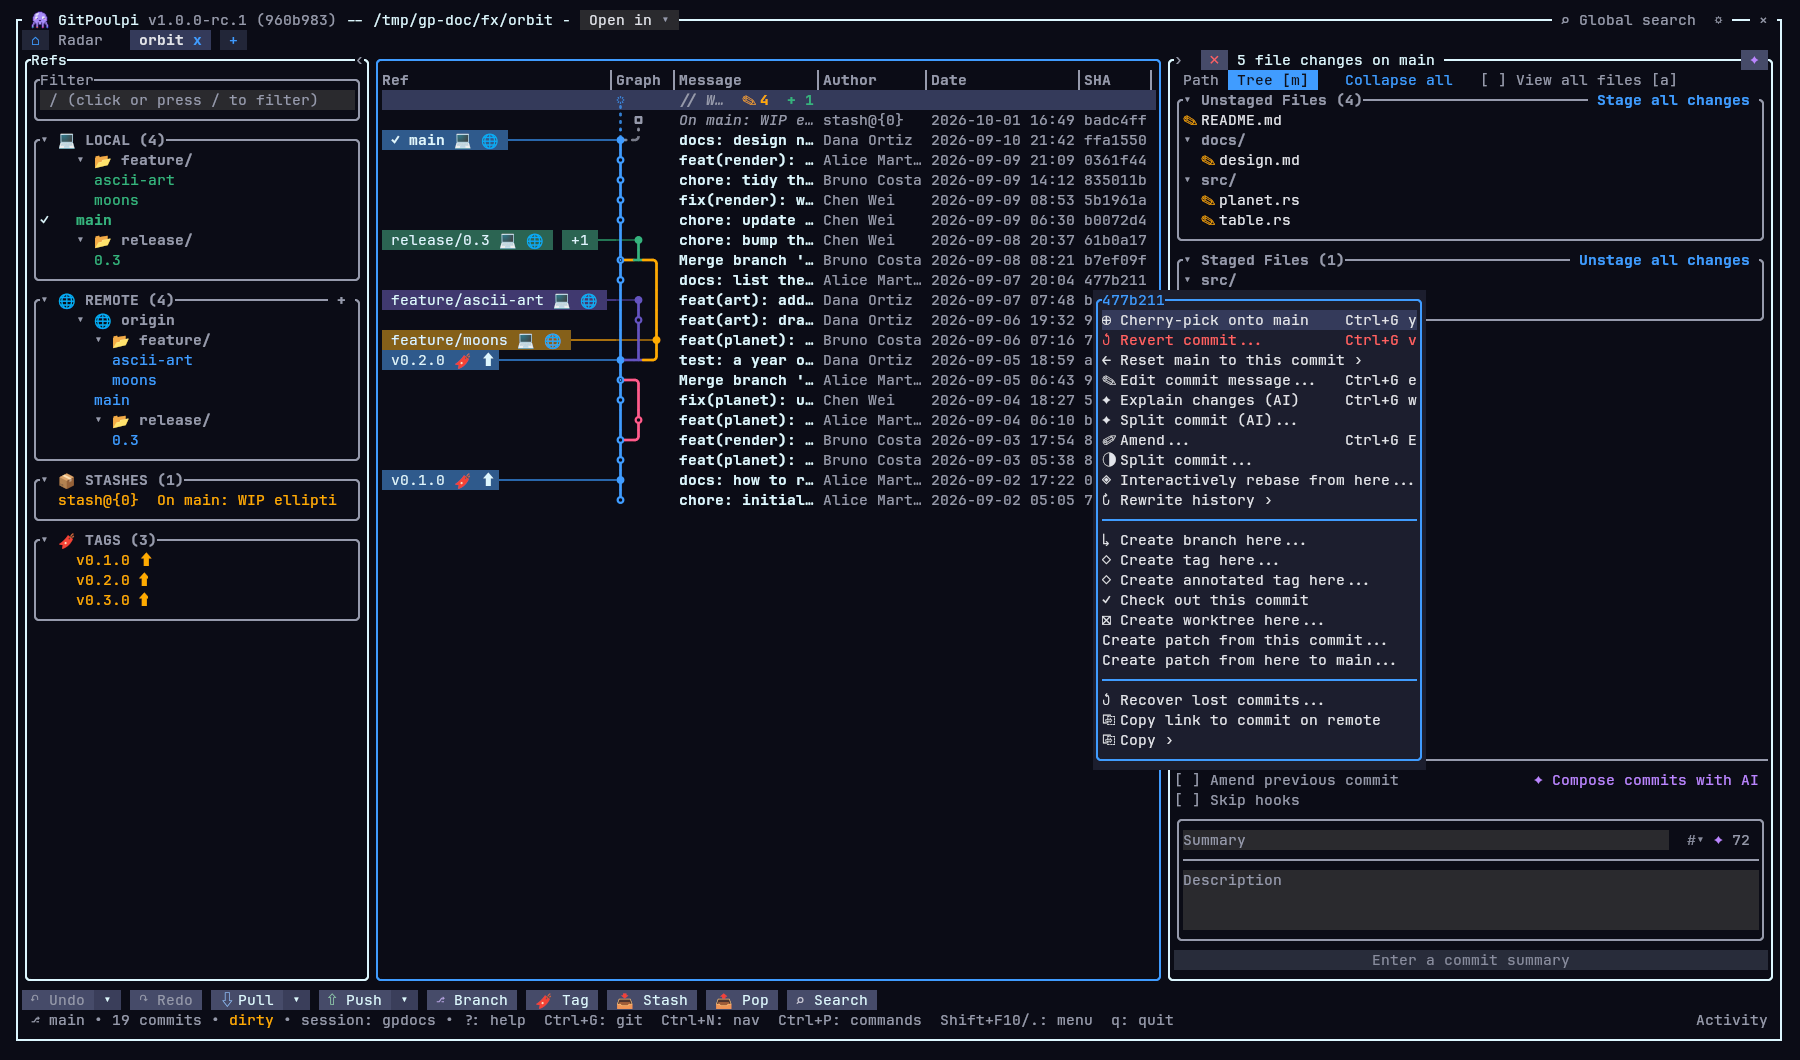 GitPoulpi v1.0.0-rc.1 (960b983) -- /tmp/gp-doc/fx/orbit - Open in ▾ ⌕ Global search ⚙ ×
⌂ Radar orbit x +
Refs ‹
Filter
/ (click or press / to filter)
▾ 💻 LOCAL (4)
▾ 📂 feature/
ascii-art
moons
✓ main
▾ 📂 release/
0.3
▾ 🌐 REMOTE (4) +
▾ 🌐 origin
▾ 📂 feature/
ascii-art
moons
main
▾ 📂 release/
0.3
▾ 📦 STASHES (1)
stash@{0} On main: WIP ellipti
▾ 🔖 TAGS (3)
v0.1.0 ⬆
v0.2.0 ⬆
v0.3.0 ⬆
Ref Graph Message Author Date SHA
// W… ✎ 4 + 1
On main: WIP e… stash@{0} 2026-10-01 16:49 badc4ff
✓ main 💻 🌐 docs: design n… Dana Ortiz 2026-09-10 21:42 ffa1550
feat(render): … Alice Mart… 2026-09-09 21:09 0361f44
chore: tidy th… Bruno Costa 2026-09-09 14:12 835011b
fix(render): w… Chen Wei 2026-09-09 08:53 5b1961a
chore: update … Chen Wei 2026-09-09 06:30 b0072d4
release/0.3 💻 🌐 +1 chore: bump th… Chen Wei 2026-09-08 20:37 61b0a17
Merge branch '… Bruno Costa 2026-09-08 08:21 b7ef09f
docs: list the… Alice Mart… 2026-09-07 20:04 477b211
feature/ascii-art 💻 🌐 feat(art): add… Dana Ortiz 2026-09-07 07:48 b
feat(art): dra… Dana Ortiz 2026-09-06 19:32 9
feature/moons 💻 🌐 feat(planet): … Bruno Costa 2026-09-06 07:16 7
v0.2.0 🔖 ⬆ test: a year o… Dana Ortiz 2026-09-05 18:59 a
Merge branch '… Alice Mart… 2026-09-05 06:43 9
fix(planet): u… Chen Wei 2026-09-04 18:27 5
feat(planet): … Alice Mart… 2026-09-04 06:10 b
feat(render): … Bruno Costa 2026-09-03 17:54 8
feat(planet): … Bruno Costa 2026-09-03 05:38 8
v0.1.0 🔖 ⬆ docs: how to r… Alice Mart… 2026-09-02 17:22 0
chore: initial… Alice Mart… 2026-09-02 05:05 7
477b211
⊕ Cherry-pick onto main Ctrl+G y
Revert commit... Ctrl+G v
← Reset main to this commit ›
✎ Edit commit message... Ctrl+G e
✦ Explain changes (AI) Ctrl+G w
✦ Split commit (AI)...
Amend... Ctrl+G E
◑ Split commit...
◈ Interactively rebase from here...
↻ Rewrite history ›
↳ Create branch here...
◇ Create tag here...
◇ Create annotated tag here...
✓ Check out this commit
⊠ Create worktree here...
Create patch from this commit...
Create patch from here to main...
Recover lost commits...
Copy link to commit on remote
Copy ›
› ✕ 5 file changes on main ✦
Path Tree [m] Collapse all [ ] View all files [a]
▾ Unstaged Files (4) Stage all changes
✎ README.md
▾ docs/
✎ design.md
▾ src/
✎ planet.rs
✎ table.rs
▾ Staged Files (1) Unstage all changes
▾ src/
[ ] Amend previous commit ✦ Compose commits with AI
[ ] Skip hooks
Summary #▾ ✦ 72
Description
Enter a commit summary
↶ Undo ▾ ↷ Redo ⇩ Pull ▾ ⇧ Push ▾ ⎇ Branch 🔖 Tag 📥 Stash 📤 Pop ⌕ Search
⎇ main • 19 commits • dirty • session: gpdocs • ?: help Ctrl+G: git Ctrl+N: nav Ctrl+P: commands Shift+F10/.: menu q: quit Activity